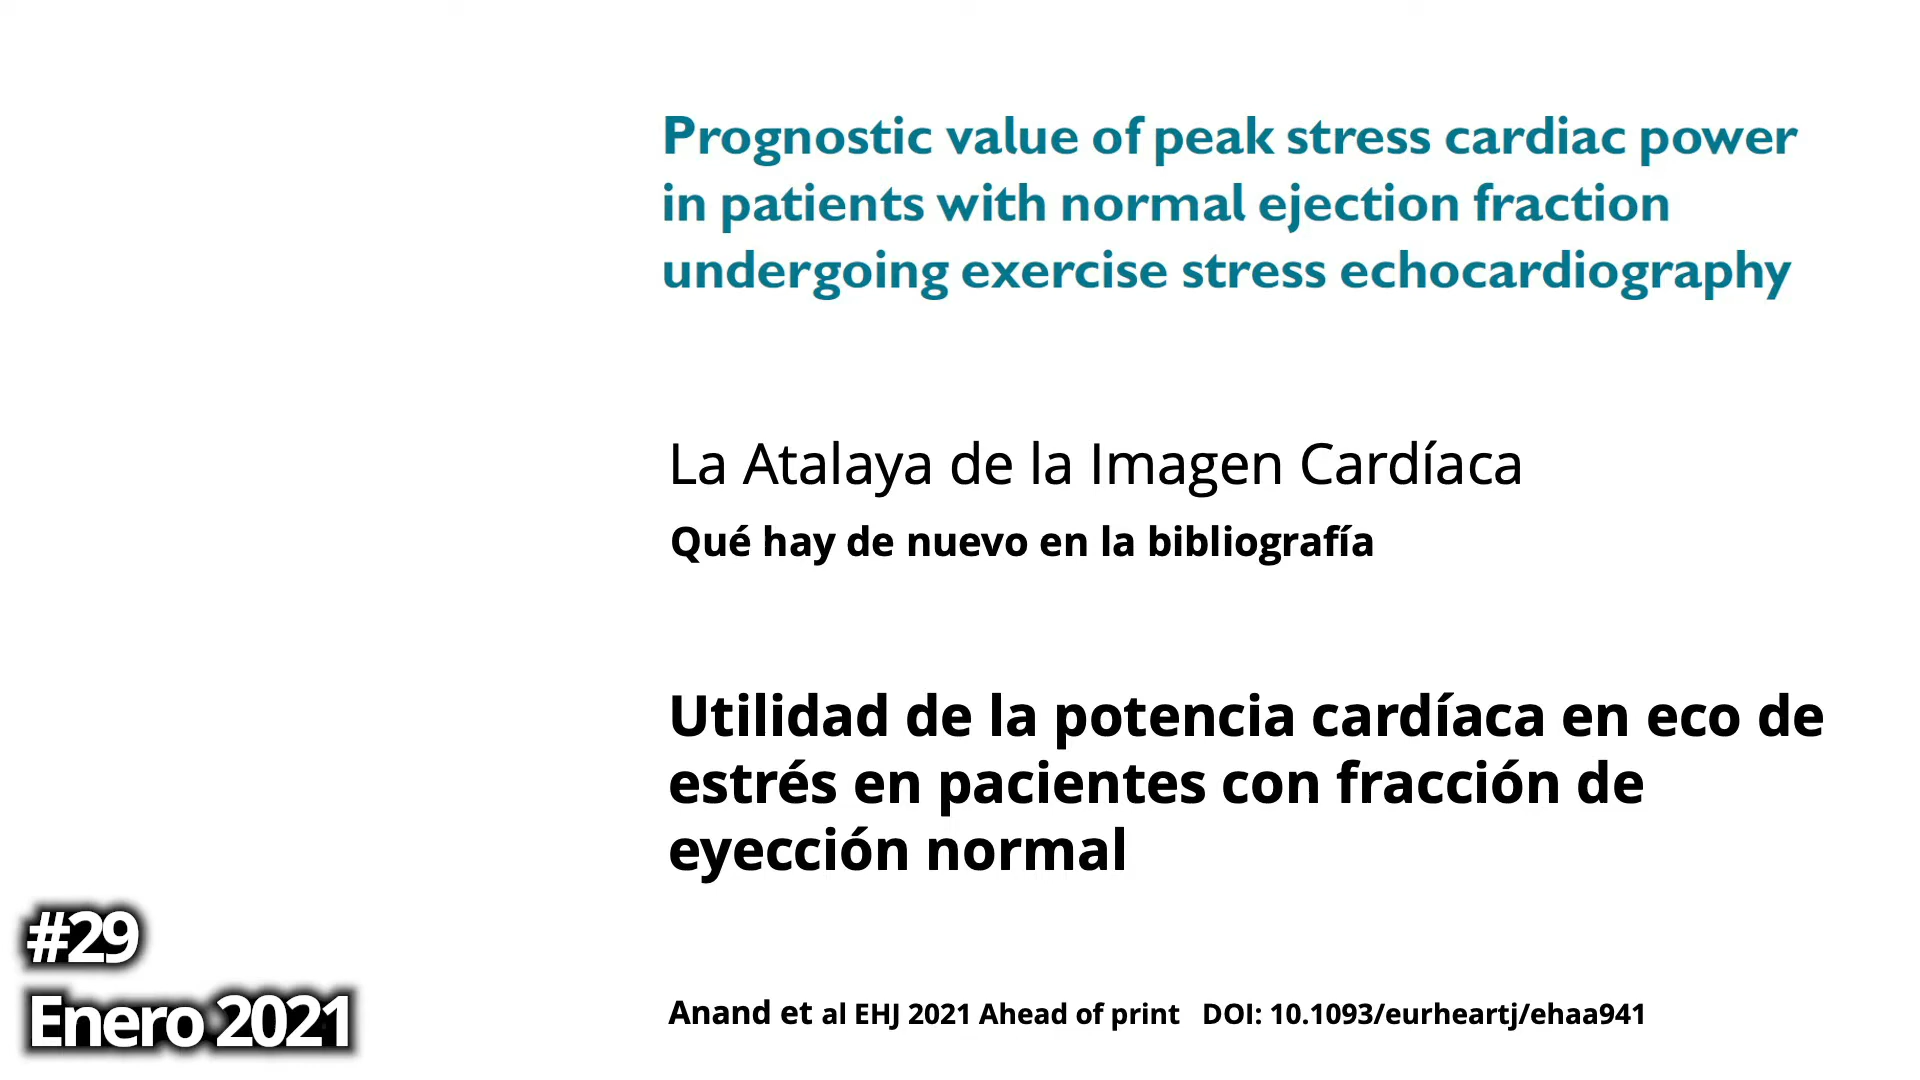 Prognostic value of peak stress cardiac power
in patients with normal ejection fraction
undergoing exercise stress echocardiography
La Atalaya de la Imagen Cardíaca
Qué hay de nuevo en la bibliografía
Utilidad de la potencia cardíaca en eco de
estrés en pacientes con fracción de
eyección normal
#29
Enero 2021
Anand et al EHJ 2021 Ahead of print DOI: 10.1093/eurheartj/ehaa941